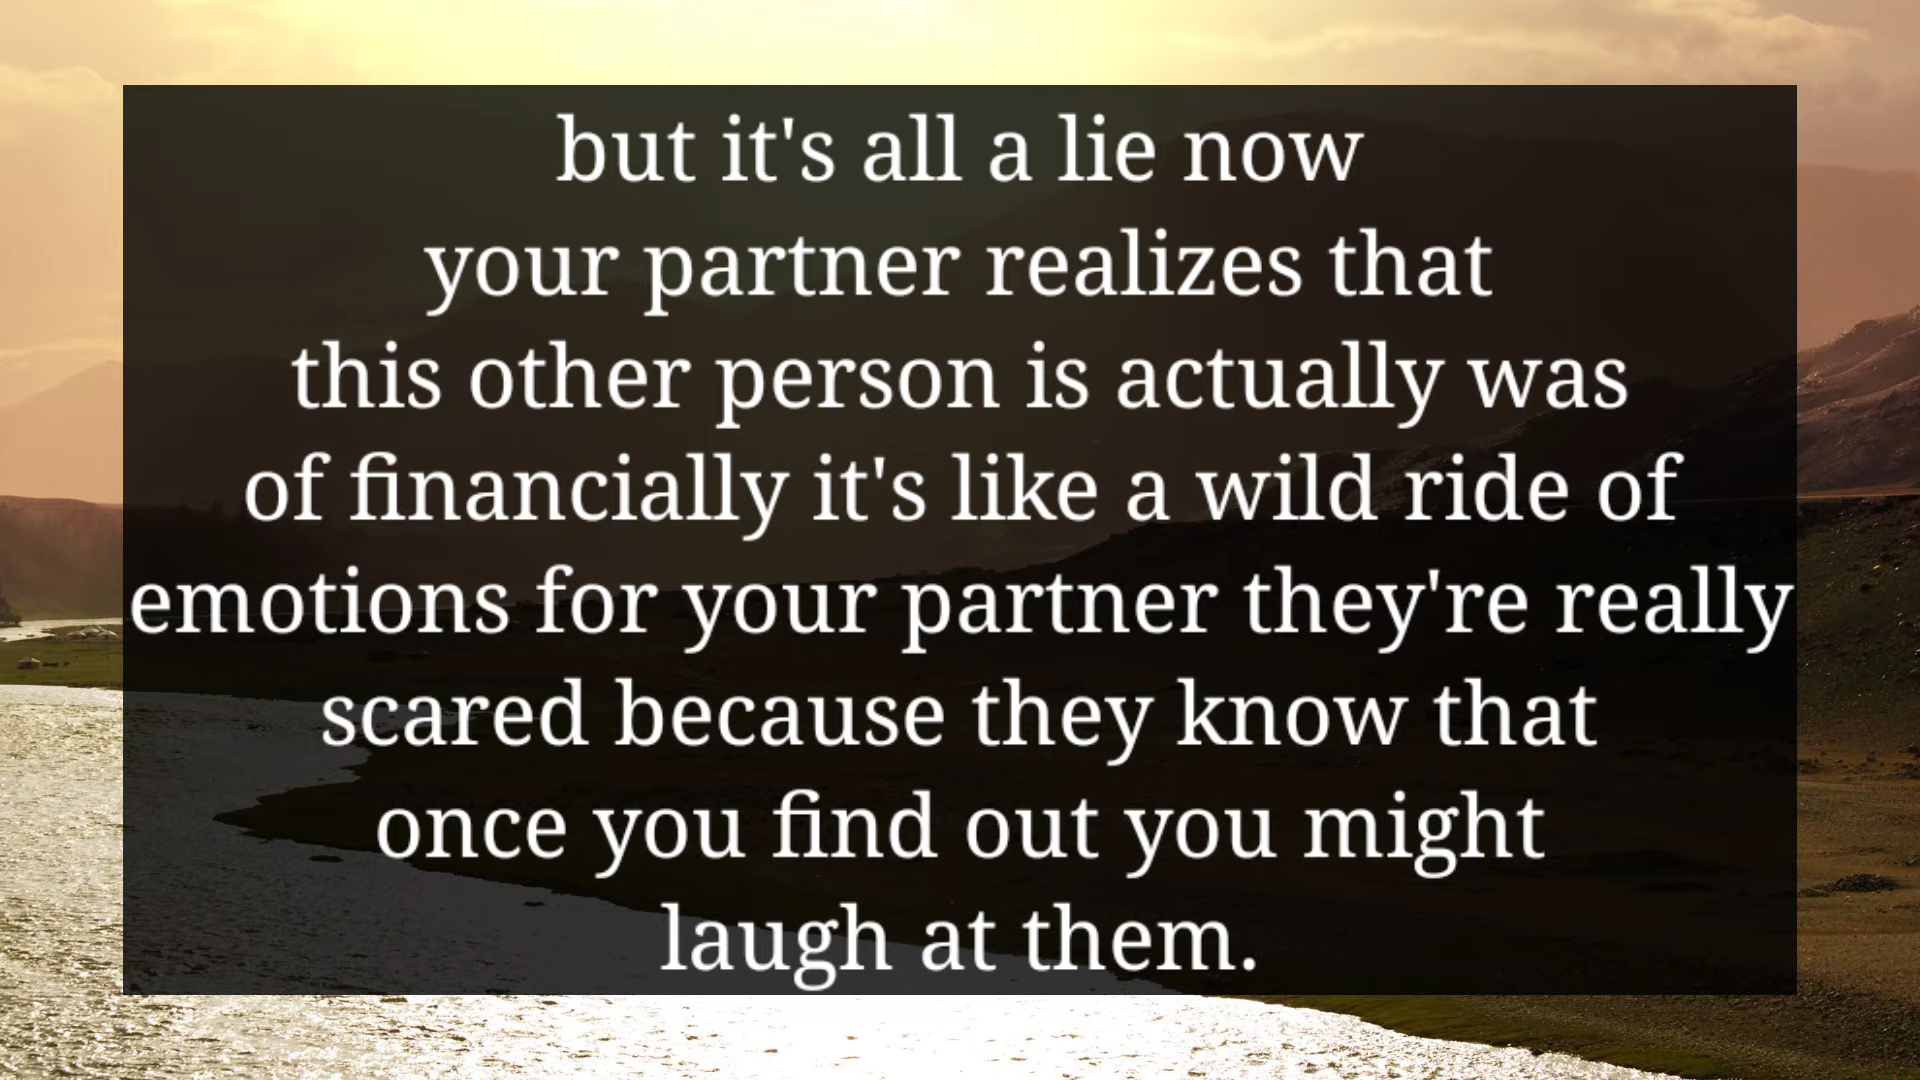 but it's all a lie now
your partner realizes that
this other person is actually was
of financially it's like a wild ride of
emotions for your partner they're really
scared because they know that
once you find out you might
laugh at them.